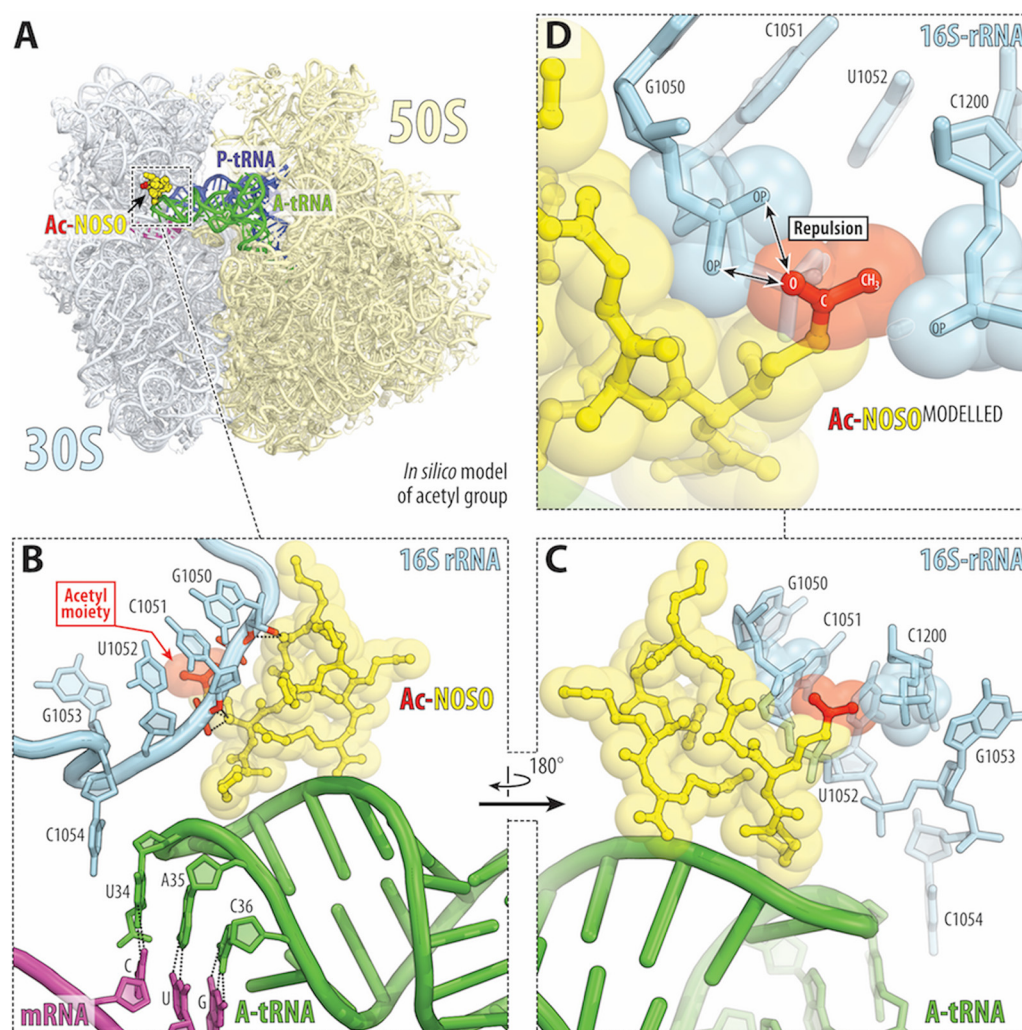 A
50S
P-tRNA
A-tRNA
Ac-NOSO
30S
In silico model
of acetyl group
D
16S-rRNA
C1051
G1050
U1052
C1200
OP
Repulsion
OP
O
C
CH3
OP
Ac-NOSO MODELLED
B
16S rRNA
G1050
Acetyl
moiety
C1051
U1052
Ac-NOSO
G1053
C1054
U34
A35
C36
C
U
G
mRNA
A-tRNA
180°
C
16S-rRNA
G1050
C1051
C1200
G1053
U1052
C1054
A-tRNA